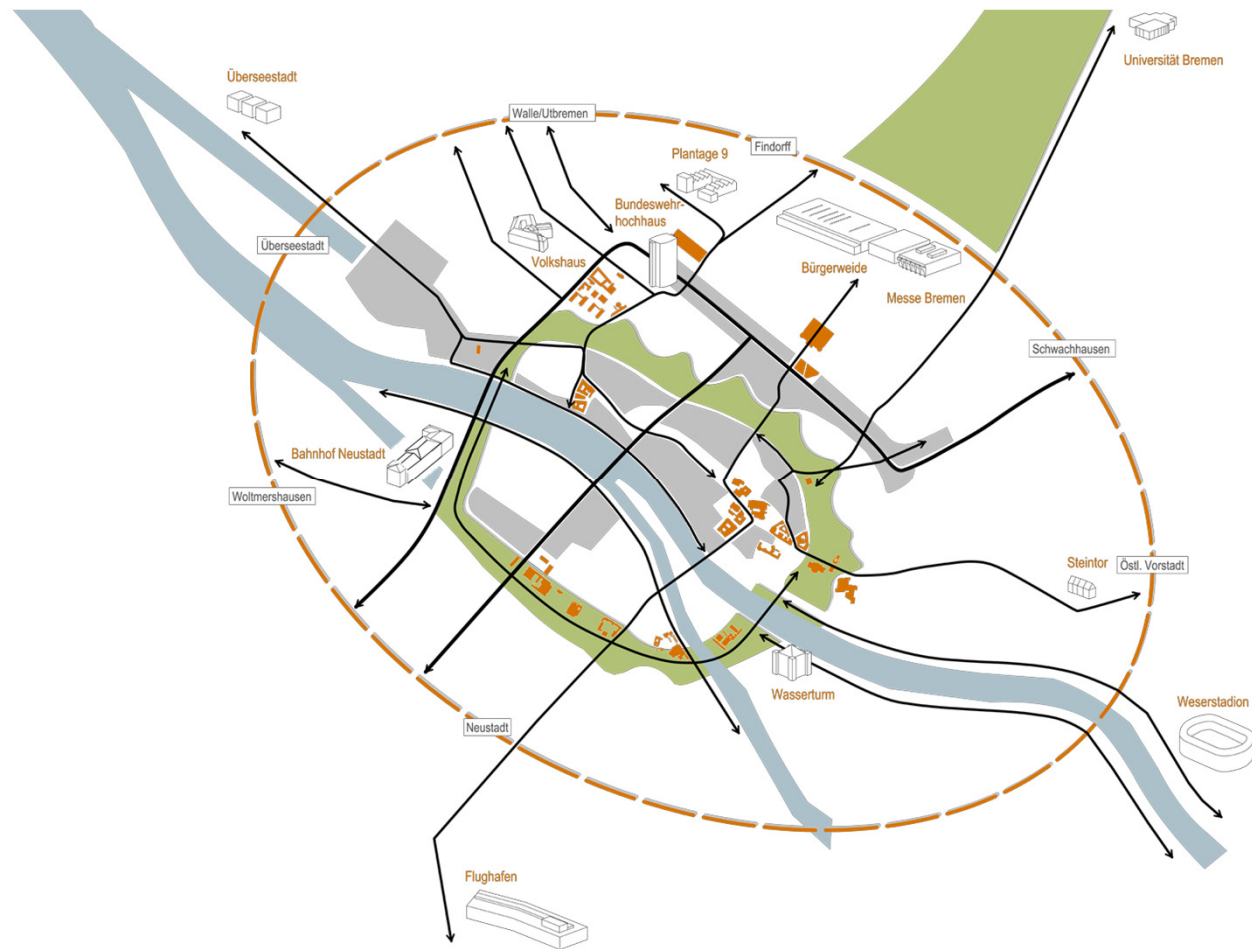 Universität Bremen
Überseestadt
Walle/Utbremen
Findorff
Plantage 9
Bundeswehr-
hochhaus
Überseestadt
Volkshaus
Bürgerweide
Messe Bremen
Schwachhausen
Bahnhof Neustadt
Woltmershausen
Steintor
Östl. Vorstadt
Wasserturm
Weserstadion
Neustadt
Flughafen